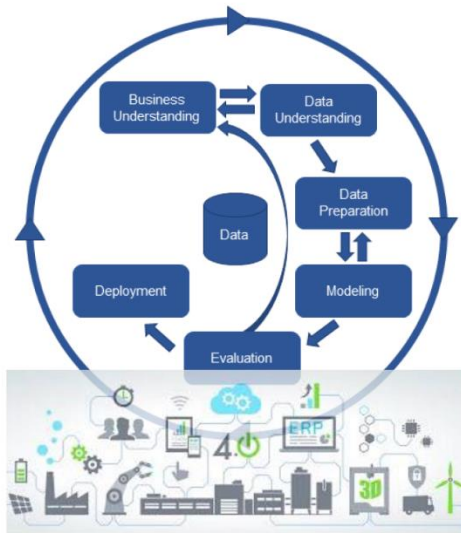 Business
Understanding
Data
Understanding
Data
Preparation
Data
Deployment
Modeling
Evaluation
ERP
4.0
3D